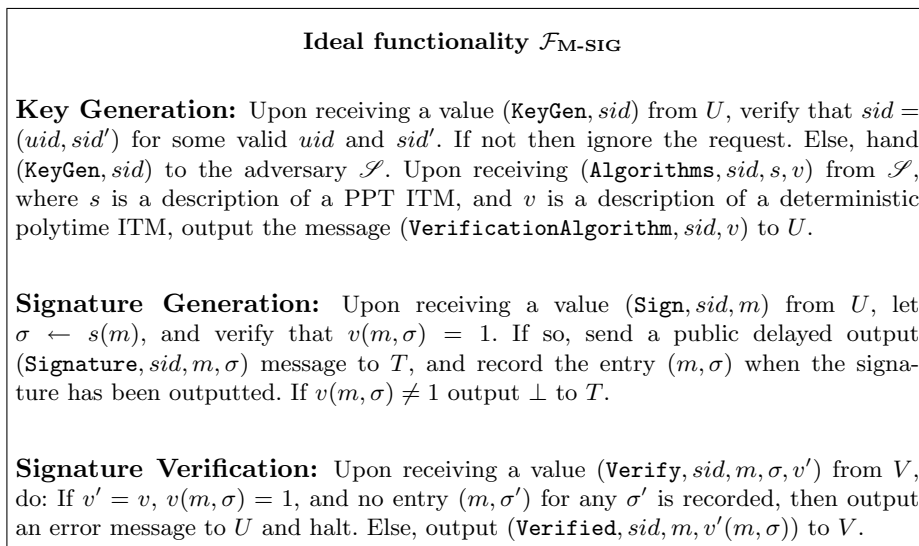 Ideal functionality 𝓕M-SIG
Key Generation: Upon receiving a value (KeyGen, sid) from U, verify that sid =
(uid, sid′) for some valid uid and sid′. If not then ignore the request. Else, hand
(KeyGen, sid) to the adversary 𝒮. Upon receiving (Algorithms, sid, s, v) from 𝒮,
where s is a description of a PPT ITM, and v is a description of a deterministic
polytime ITM, output the message (VerificationAlgorithm, sid, v) to U.
Signature Generation: Upon receiving a value (Sign, sid, m) from U, let
σ ← s(m), and verify that v(m, σ) = 1. If so, send a public delayed output
(Signature, sid, m, σ) message to T, and record the entry (m, σ) when the signa-
ture has been outputted. If v(m, σ) ≠ 1 output ⊥ to T.
Signature Verification: Upon receiving a value (Verify, sid, m, σ, v′) from V,
do: If v′ = v, v(m, σ) = 1, and no entry (m, σ′) for any σ′ is recorded, then output
an error message to U and halt. Else, output (Verified, sid, m, v′(m, σ)) to V.